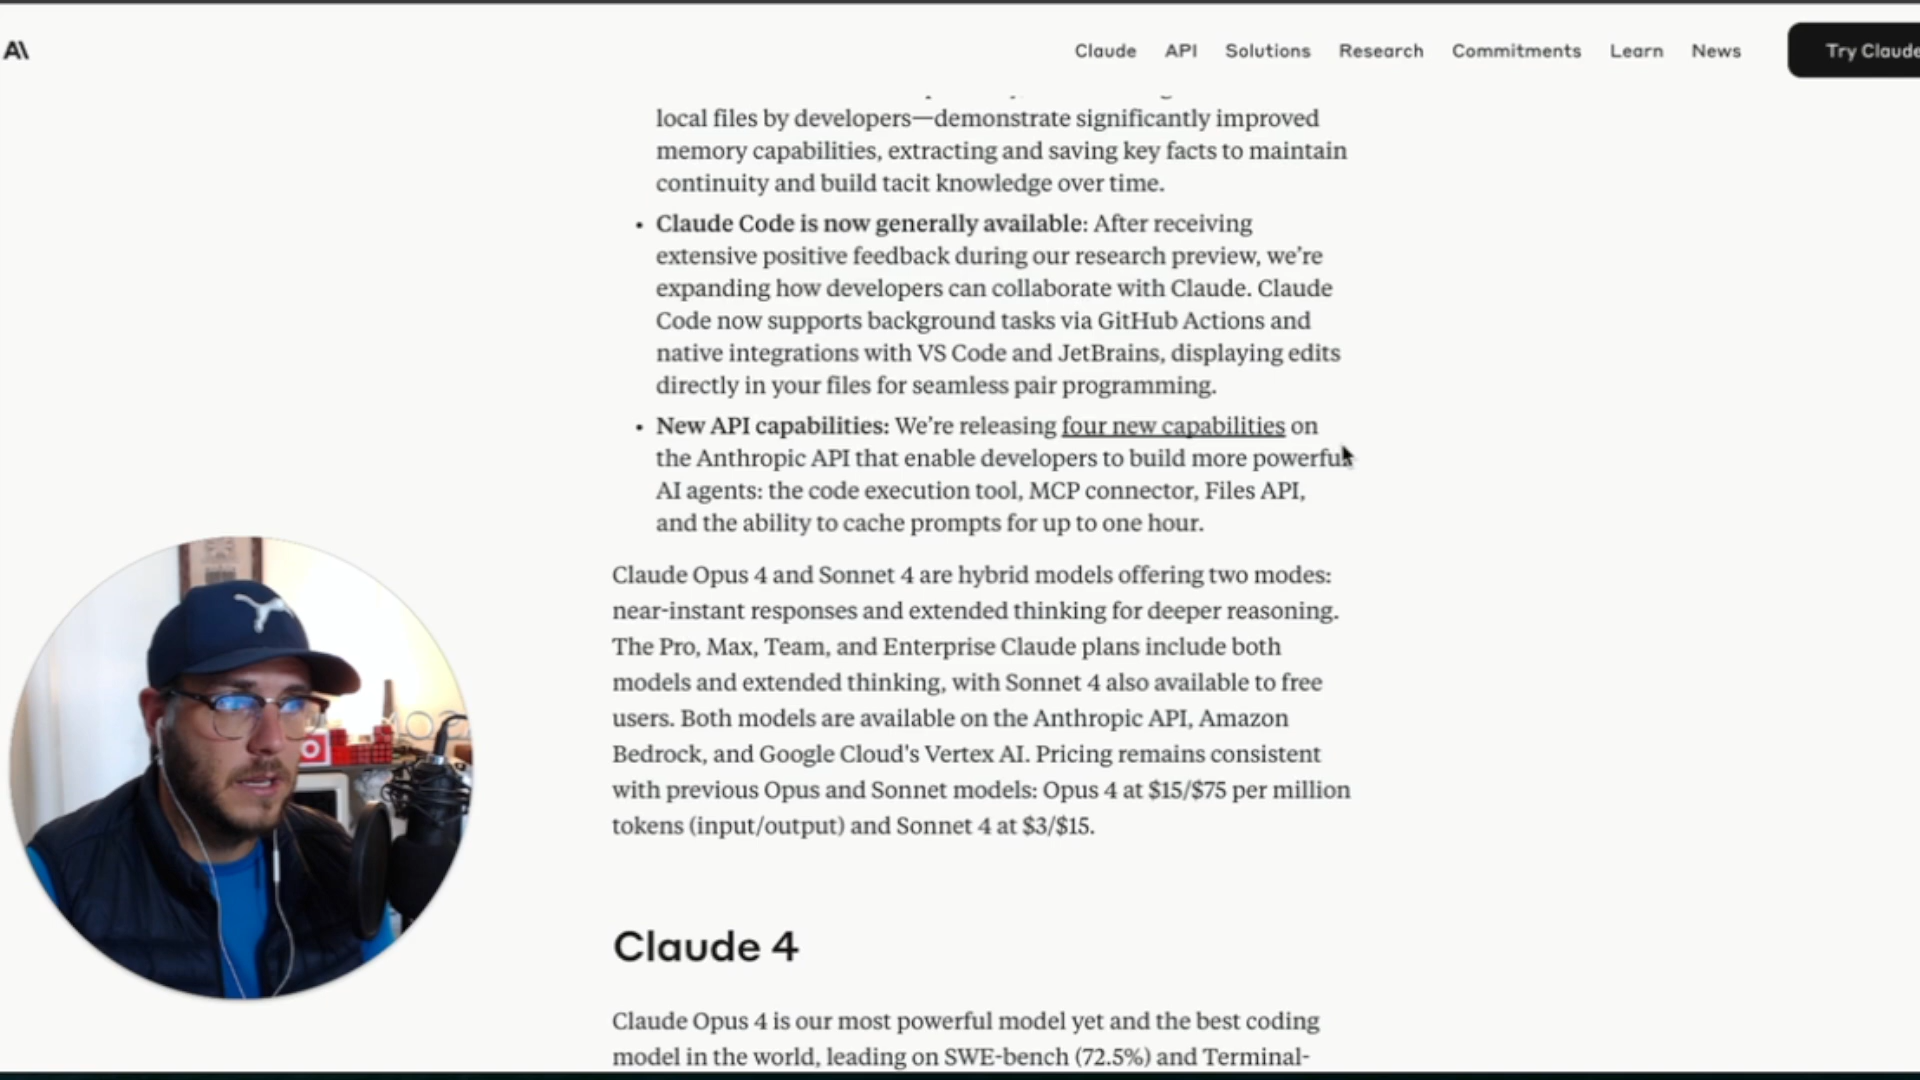 A\
Claude API Solutions Research Commitments Learn News Try Claude
local files by developers—demonstrate significantly improved
memory capabilities, extracting and saving key facts to maintain
continuity and build tacit knowledge over time.
• Claude Code is now generally available: After receiving
extensive positive feedback during our research preview, we’re
expanding how developers can collaborate with Claude. Claude
Code now supports background tasks via GitHub Actions and
native integrations with VS Code and JetBrains, displaying edits
directly in your files for seamless pair programming.
• New API capabilities: We’re releasing four new capabilities on
the Anthropic API that enable developers to build more powerful
AI agents: the code execution tool, MCP connector, Files API,
and the ability to cache prompts for up to one hour.
Claude Opus 4 and Sonnet 4 are hybrid models offering two modes:
near-instant responses and extended thinking for deeper reasoning.
The Pro, Max, Team, and Enterprise Claude plans include both
models and extended thinking, with Sonnet 4 also available to free
users. Both models are available on the Anthropic API, Amazon
Bedrock, and Google Cloud's Vertex AI. Pricing remains consistent
with previous Opus and Sonnet models: Opus 4 at $15/$75 per million
tokens (input/output) and Sonnet 4 at $3/$15.
Claude 4
Claude Opus 4 is our most powerful model yet and the best coding
model in the world, leading on SWE-bench (72.5%) and Terminal-